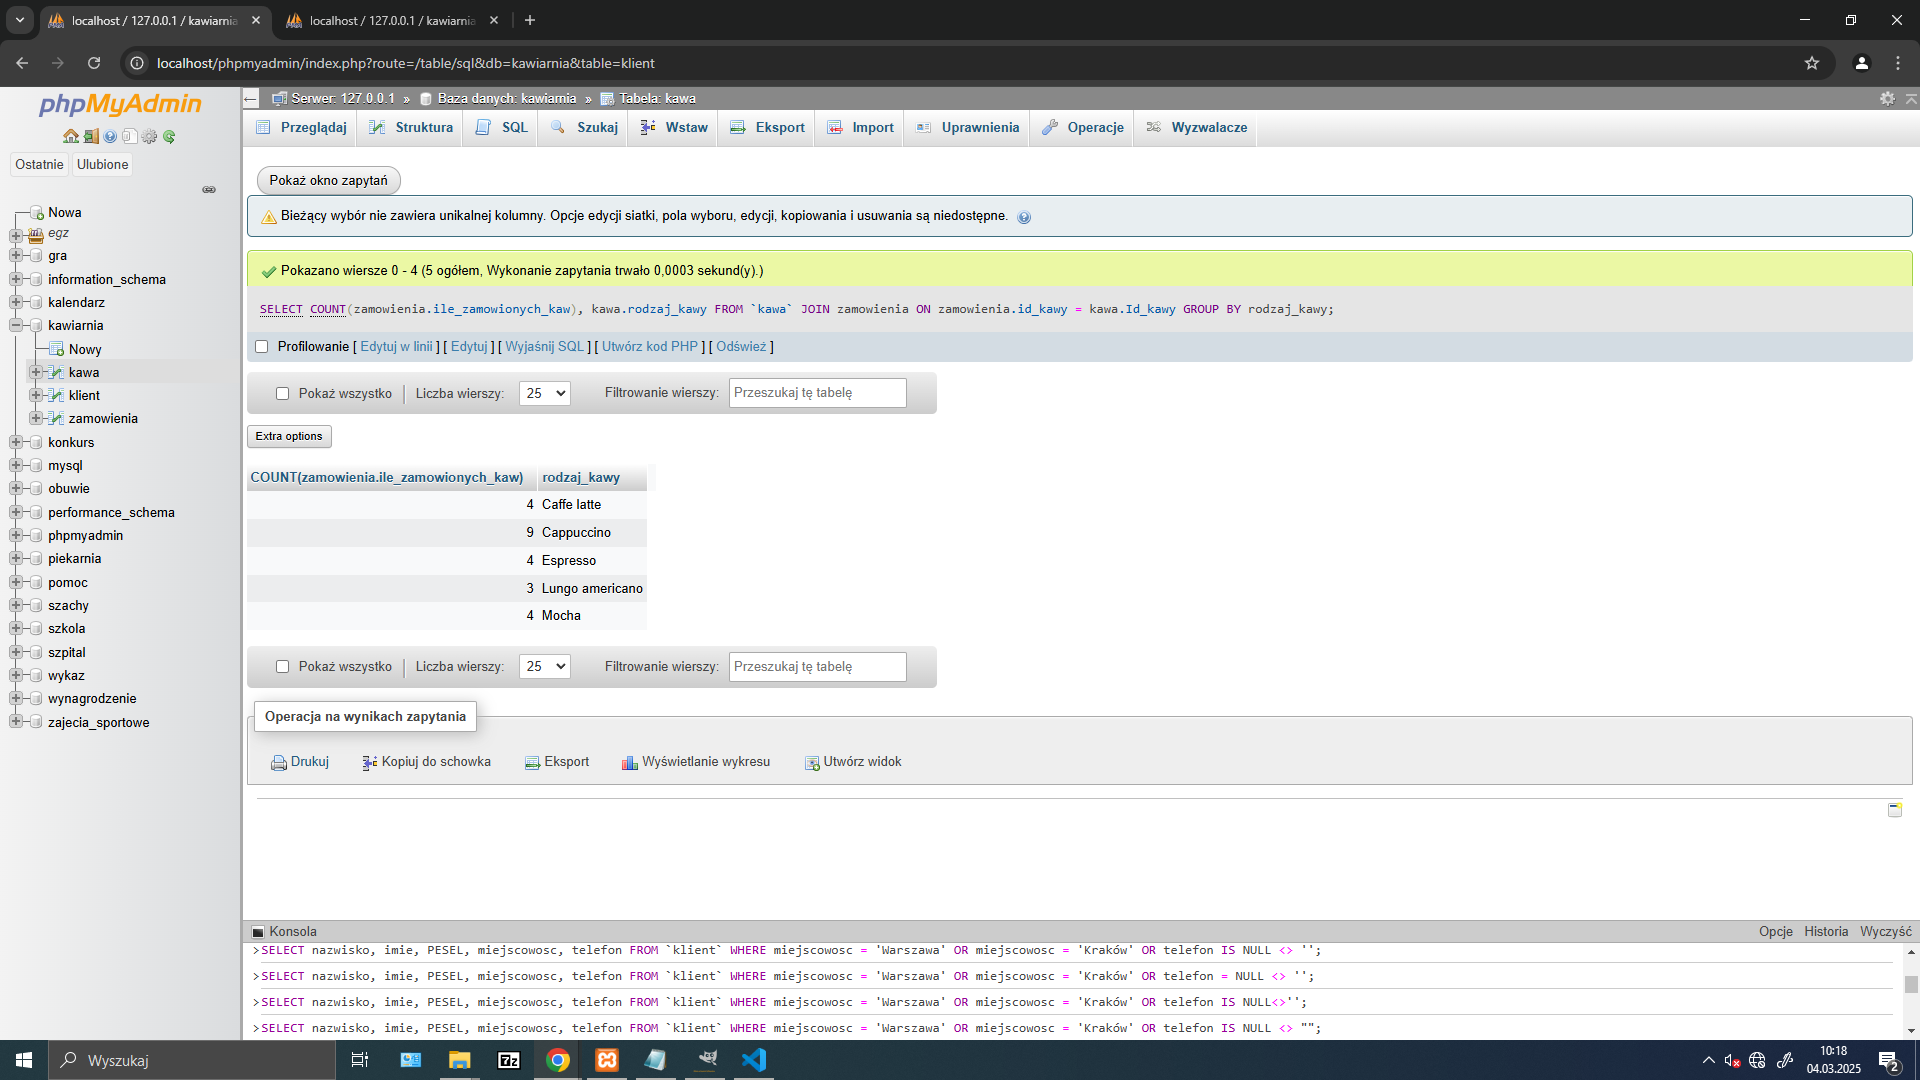 localhost / 127.0.0.1 / kawiarnia
localhost / 127.0.0.1 / kawiarnia
localhost/phpmyadmin/index.php?route=/table/sql&db=kawiarnia&table=klient
phpMyAdmin
Ostatnie
Ulubione
Nowa
egz
gra
information_schema
kalendarz
kawiarnia
Nowy
kawa
klient
zamowienia
konkurs
mysql
obuwie
performance_schema
phpmyadmin
piekarnia
pomoc
szachy
szkola
szpital
wykaz
wynagrodzenie
zajecia_sportowe
Serwer: 127.0.0.1 » Baza danych: kawiarnia » Tabela: kawa
Przeglądaj Struktura SQL Szukaj Wstaw Eksport Import Uprawnienia Operacje Wyzwalacze
Pokaż okno zapytań
Bieżący wybór nie zawiera unikalnej kolumny. Opcje edycji siatki, pola wyboru, edycji, kopiowania i usuwania są niedostępne.
Pokazano wiersze 0 - 4 (5 ogółem, Wykonanie zapytania trwało 0,0003 sekund(y).)
SELECT COUNT(zamowienia.ile_zamowionych_kaw), kawa.rodzaj_kawy FROM `kawa` JOIN zamowienia ON zamowienia.id_kawy = kawa.Id_kawy GROUP BY rodzaj_kawy;
Profilowanie [ Edytuj w linii ] [ Edytuj ] [ Wyjaśnij SQL ] [ Utwórz kod PHP ] [ Odśwież ]
Pokaż wszystko | Liczba wierszy: 25 Filtrowanie wierszy: Przeszukaj tę tabelę
Extra options
COUNT(zamowienia.ile_zamowionych_kaw) rodzaj_kawy
4 Caffe latte
9 Cappuccino
4 Espresso
3 Lungo americano
4 Mocha
Pokaż wszystko | Liczba wierszy: 25 Filtrowanie wierszy: Przeszukaj tę tabelę
Operacja na wynikach zapytania
Drukuj Kopiuj do schowka Eksport Wyświetlanie wykresu Utwórz widok
Konsola Opcje Historia Wyczyść
>SELECT nazwisko, imie, PESEL, miejscowosc, telefon FROM `klient` WHERE miejscowosc = 'Warszawa' OR miejscowosc = 'Kraków' OR telefon IS NULL <> '';
>SELECT nazwisko, imie, PESEL, miejscowosc, telefon FROM `klient` WHERE miejscowosc = 'Warszawa' OR miejscowosc = 'Kraków' OR telefon = NULL <> '';
>SELECT nazwisko, imie, PESEL, miejscowosc, telefon FROM `klient` WHERE miejscowosc = 'Warszawa' OR miejscowosc = 'Kraków' OR telefon IS NULL<>'';
>SELECT nazwisko, imie, PESEL, miejscowosc, telefon FROM `klient` WHERE miejscowosc = 'Warszawa' OR miejscowosc = 'Kraków' OR telefon IS NULL <> "";
Wyszukaj
7z
10:18
04.03.2025
2